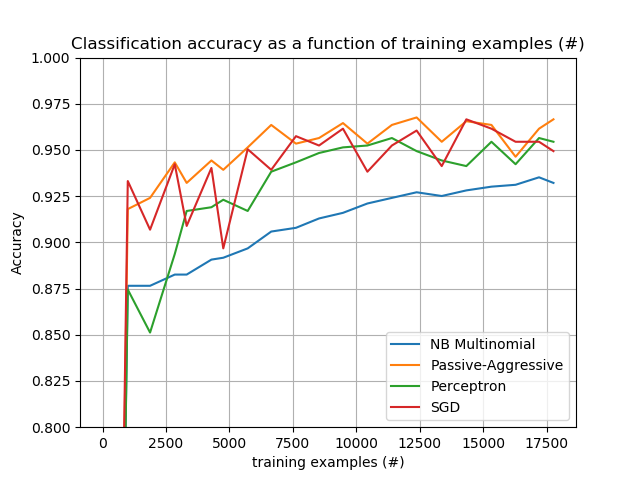 Classification accuracy as a function of training examples (#)
1.000
0.975
0.950
0.925
0.900
0.875
0.850
0.825
0.800
Accuracy
NB Multinomial
Passive-Aggressive
Perceptron
SGD
0 2500 5000 7500 10000 12500 15000 17500
training examples (#)